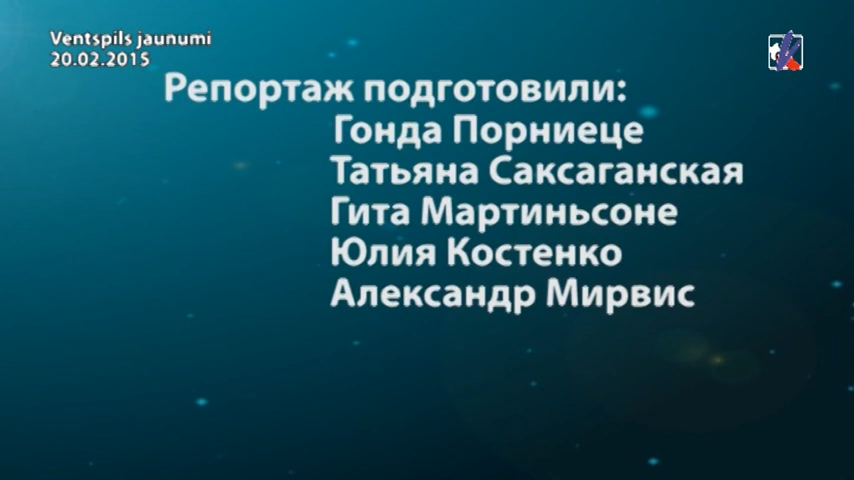 Ventspils jaunumi
20.02.2015
Репортаж подготовили:
Гонда Порниеце
Татьяна Саксаганская
Гита Мартиньсоне
Юлия Костенко
Александр Мирвис